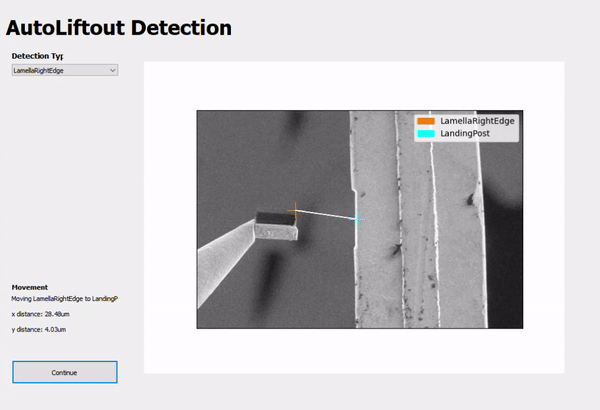 AutoLiftout Detection
Detection Typ
LamellaRightEdge
LamellaRightEdge
LandingPost
Movement
Moving LamellaRightEdge to LandingP
x distance: 28.48um
y distance: 4.03um
Continue